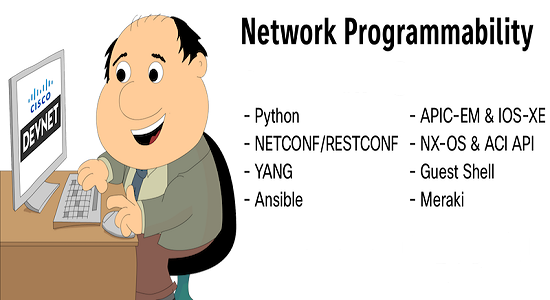 Network Programmability
CISCO
DEVNET
- Python
- NETCONF/RESTCONF
- YANG
- Ansible
- APIC-EM & IOS-XE
- NX-OS & ACI API
- Guest Shell
- Meraki